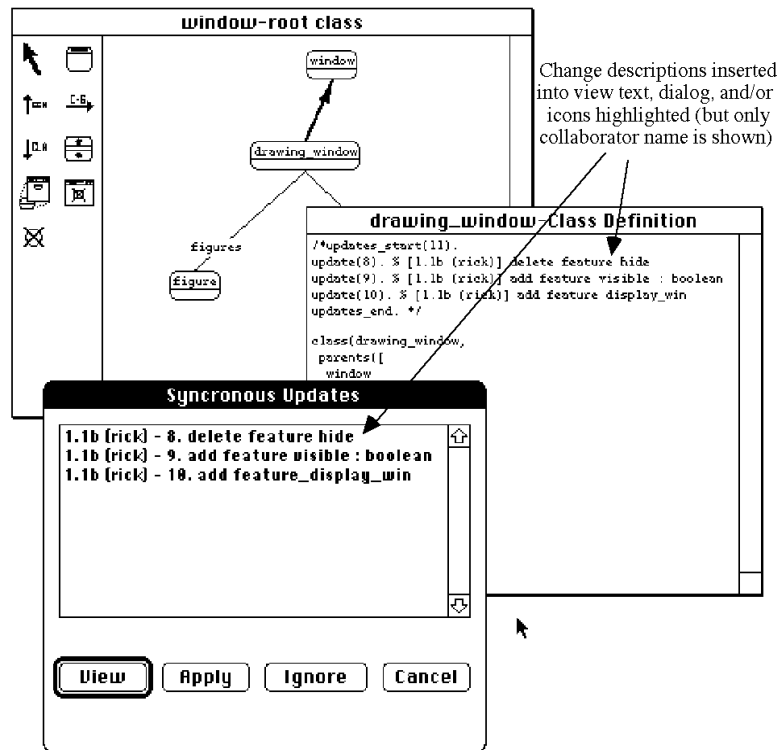 window-root class
window
drawing_window
figures
figure
Change descriptions inserted
into view text, dialog, and/or
icons highlighted (but only
collaborator name is shown)
drawing_window-Class Definition
/*updates_start(11).
update(8). % [1.1b (rick)] delete feature hide
update(9). % [1.1b (rick)] add feature visible : boolean
update(10). % [1.1b (rick)] add feature display_win
updates_end. */
class(drawing_window,
parents([
window
Syncronous Updates
1.1b (rick) - 8. delete feature hide
1.1b (rick) - 9. add feature visible : boolean
1.1b (rick) - 10. add feature_display_win
View Apply Ignore Cancel